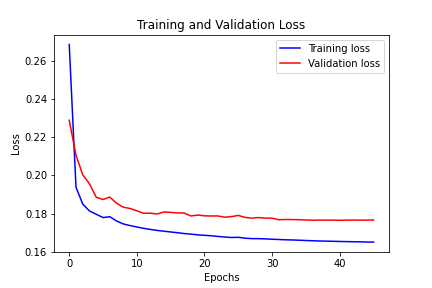 Training and Validation Loss
Training loss
Validation loss
Loss
0.26
0.24
0.22
0.20
0.18
0.16
0 10 20 30 40
Epochs